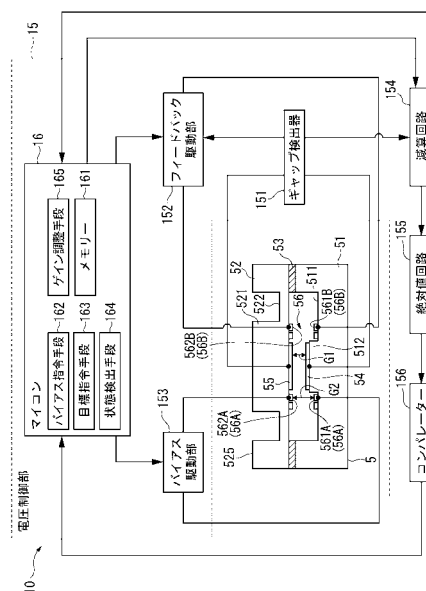 10
電圧制御部
15
マイコン
16
バイアス指令手段
162
ゲイン調整手段
165
目標指令手段
163
メモリー
161
状態検出手段
164
バイアス
駆動部
153
フィードバック
駆動部
152
ギャップ検出器
151
525
562A
(56A)
55
521
522
562B
(56B)
56
52
53
51
511
561B
(56B)
512
G1
G2
54
561A
(56A)
5
コンパレーター
156
絶対値回路
155
減算回路
154